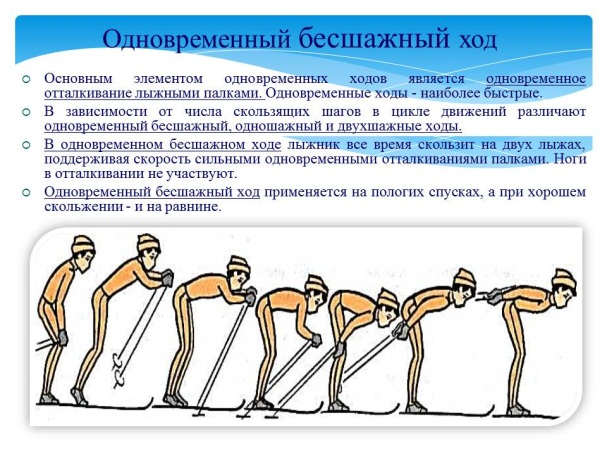 Одновременный бесшажный ход
Основным элементом одновременных ходов является одновременное
отталкивание лыжными палками. Одновременные ходы - наиболее быстрые.
В зависимости от числа скользящих шагов в цикле движений различают
одновременный бесшажный, одношажный и двухшажные ходы.
В одновременном бесшажном ходе лыжник все время скользит на двух лыжах,
поддерживая скорость сильными одновременными отталкиваниями палками. Ноги
в отталкивании не участвуют.
Одновременный бесшажный ход применяется на пологих спусках, а при хорошем
скольжении - и на равнине.